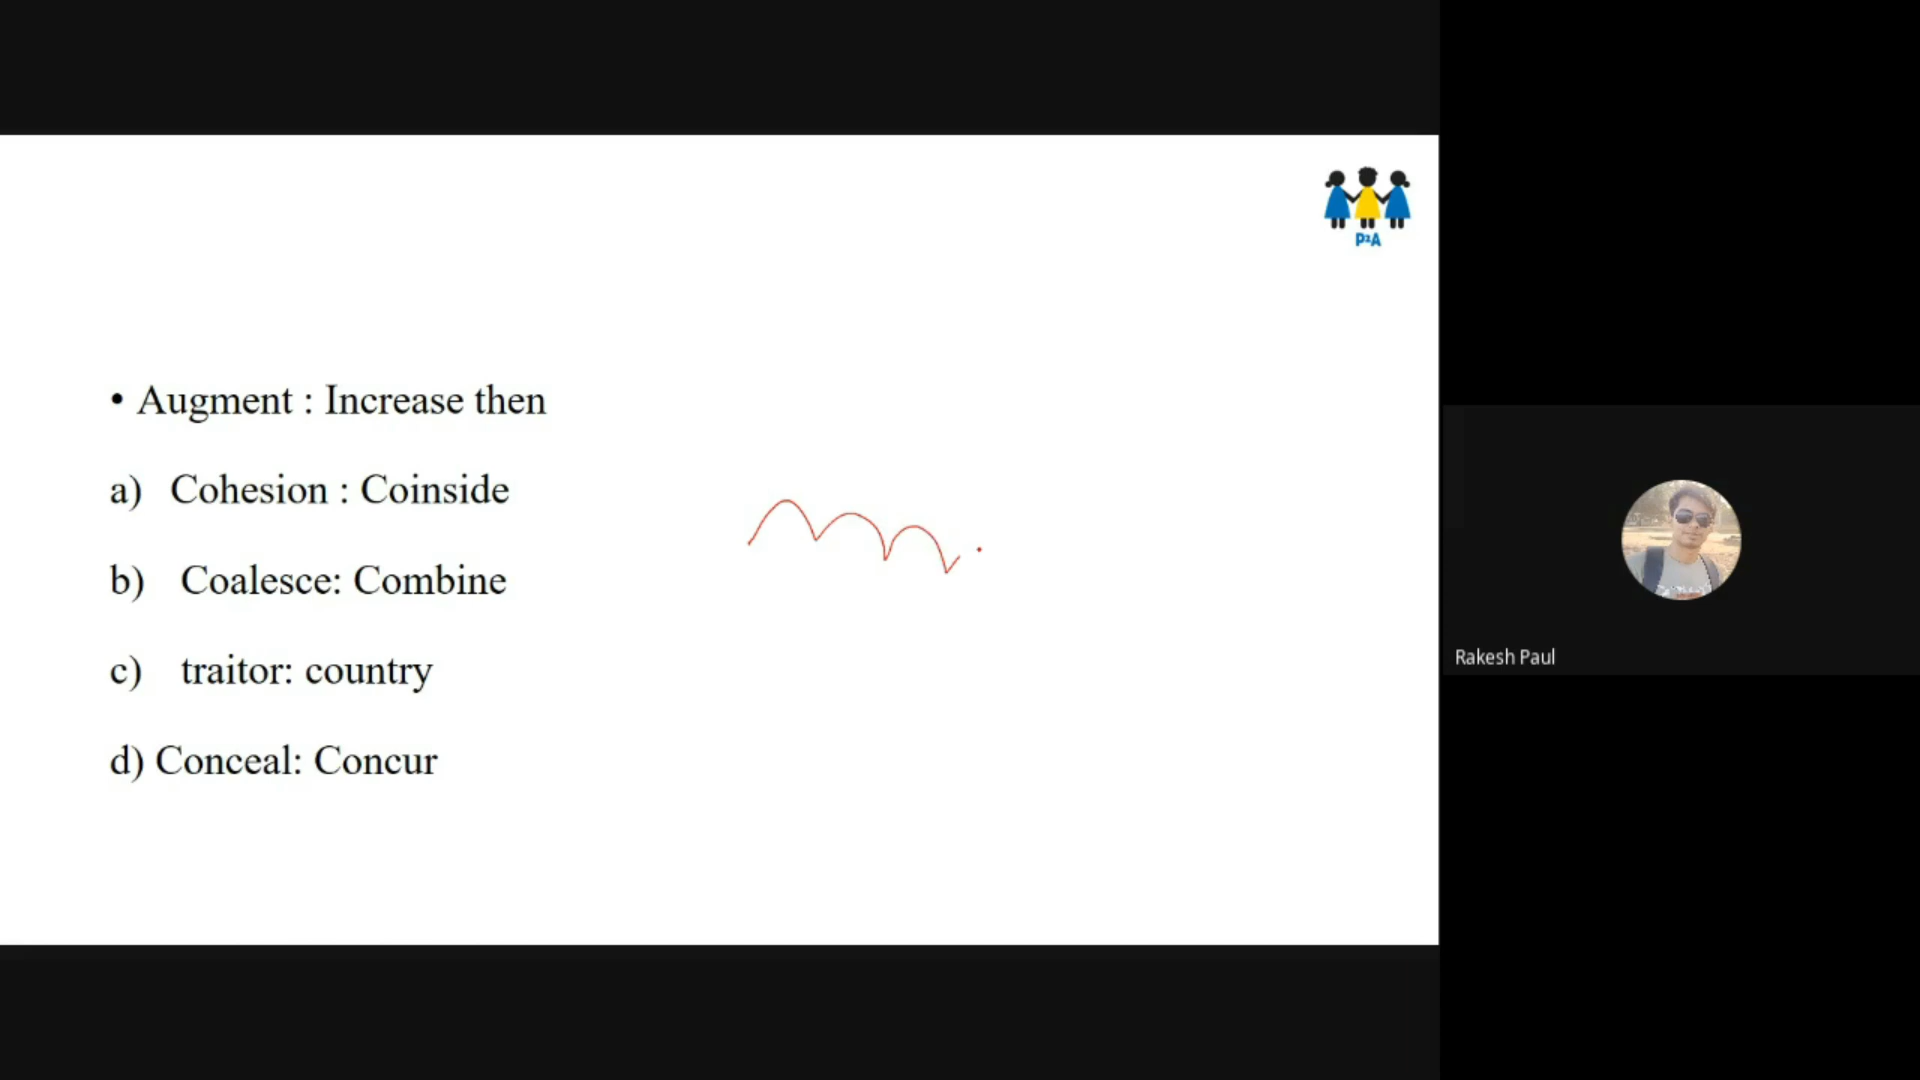 P²A
• Augment : Increase then
a) Cohesion : Coinside
b) Coalesce: Combine
c) traitor: country
d) Conceal: Concur
Rakesh Paul